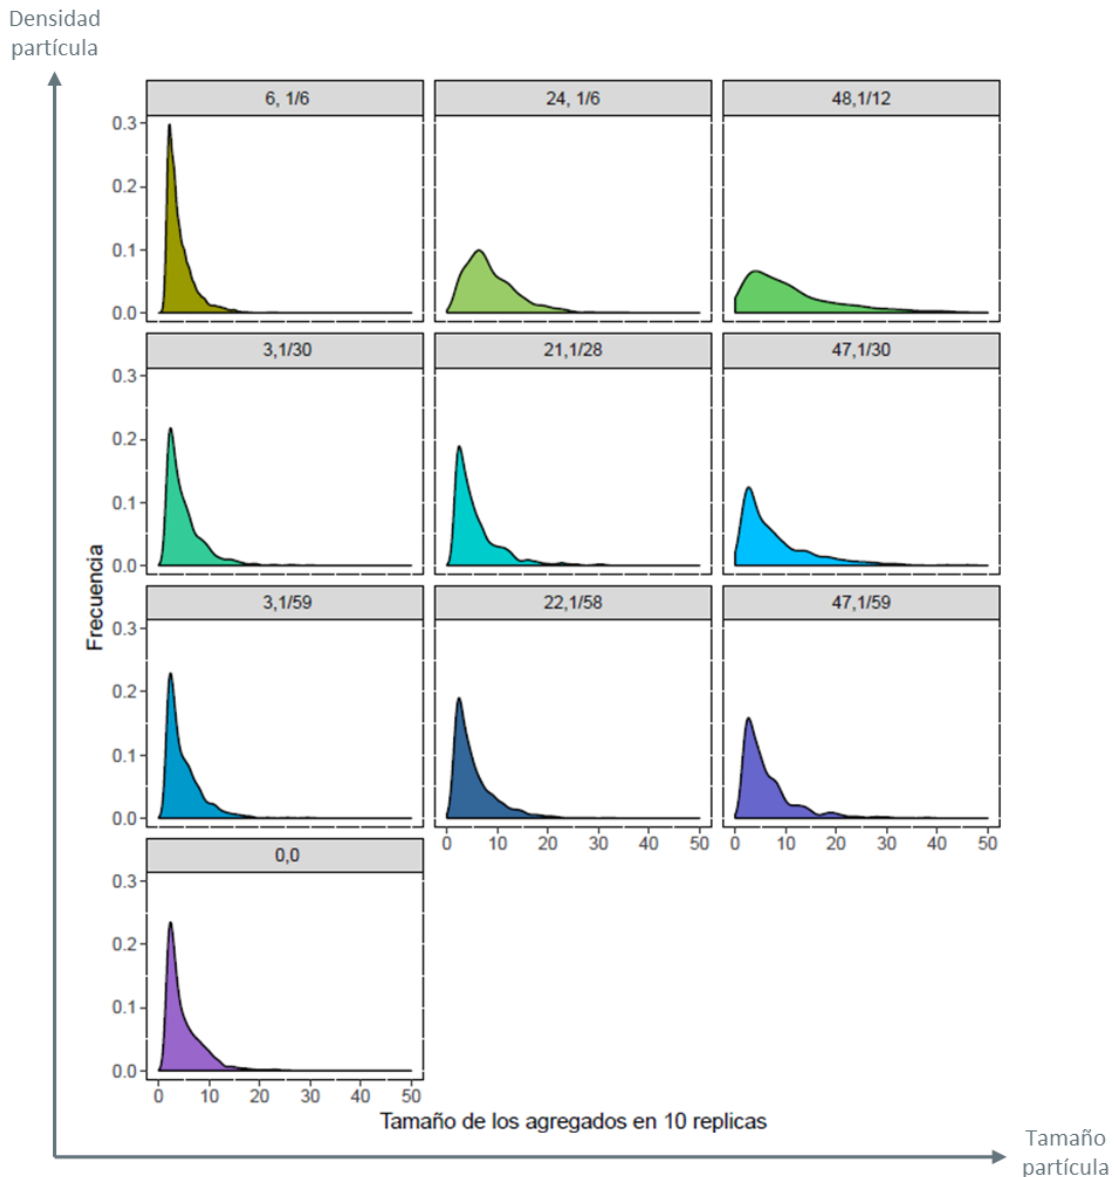 Densidad
partícula
6, 1/6
24, 1/6
48,1/12
0.3
0.2
0.1
0.0
3,1/30
21,1/28
47,1/30
0.3
0.2
0.1
0.0
Frecuencia
3,1/59
22,1/58
47,1/59
0.3
0.2
0.1
0.0
0 10 20 30 40 50
0 10 20 30 40 50
0,0
0.3
0.2
0.1
0.0
0 10 20 30 40 50
Tamaño de los agregados en 10 replicas
Tamaño
partícula